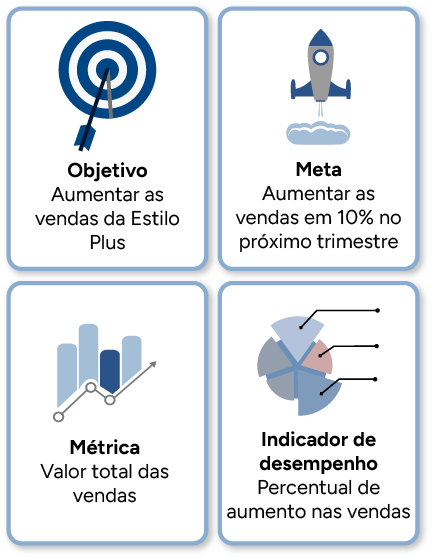 Objetivo
Aumentar as
vendas da Estilo
Plus
Meta
Aumentar as
vendas em 10% no
próximo trimestre
Métrica
Valor total das
vendas
Indicador de
desempenho
Percentual de
aumento nas vendas